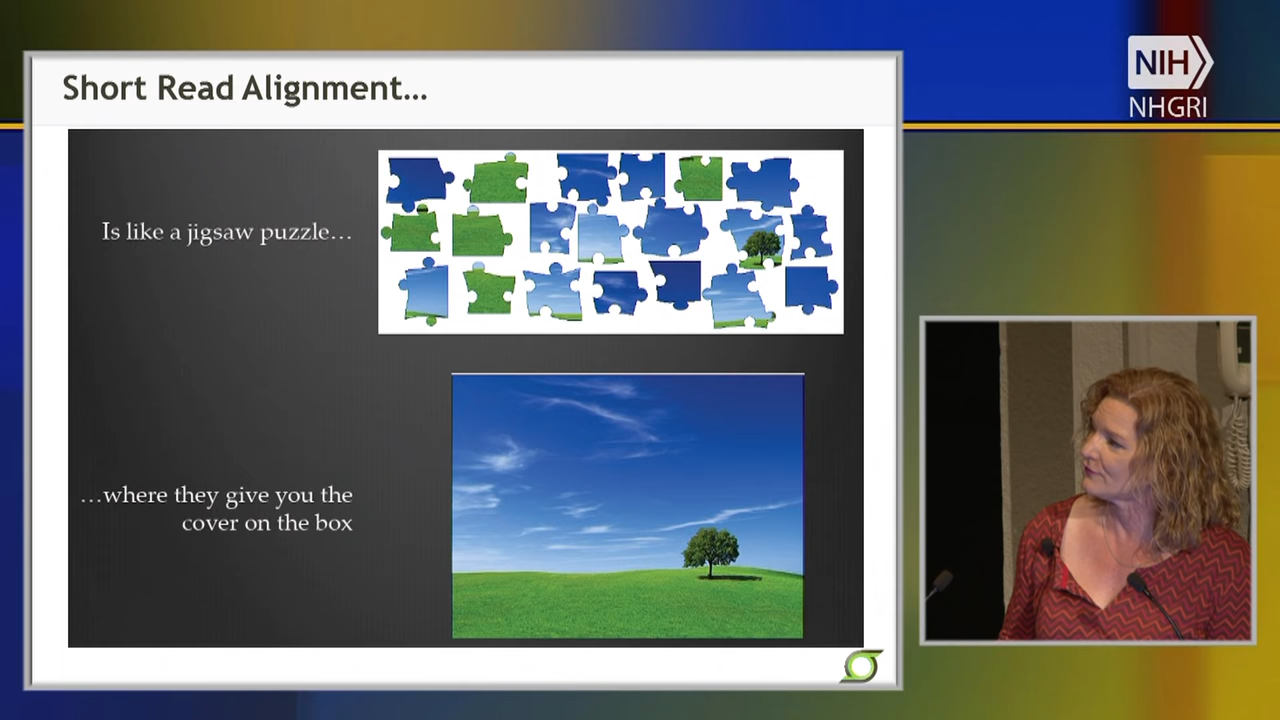 Short Read Alignment…
Is like a jigsaw puzzle…
…where they give you the
cover on the box
NIH
NHGRI